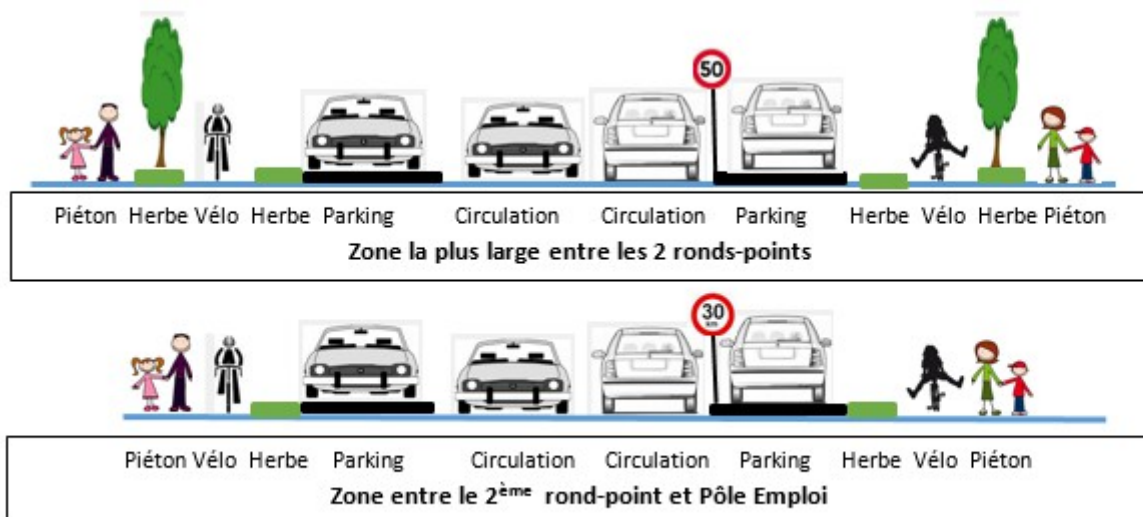 50
Piéton Herbe Vélo Herbe Parking Circulation Circulation Parking Herbe Vélo Herbe Piéton
Zone la plus large entre les 2 ronds-points
30
km
Piéton Vélo Herbe Parking Circulation Circulation Parking Herbe Vélo Piéton
Zone entre le 2ème rond-point et Pôle Emploi